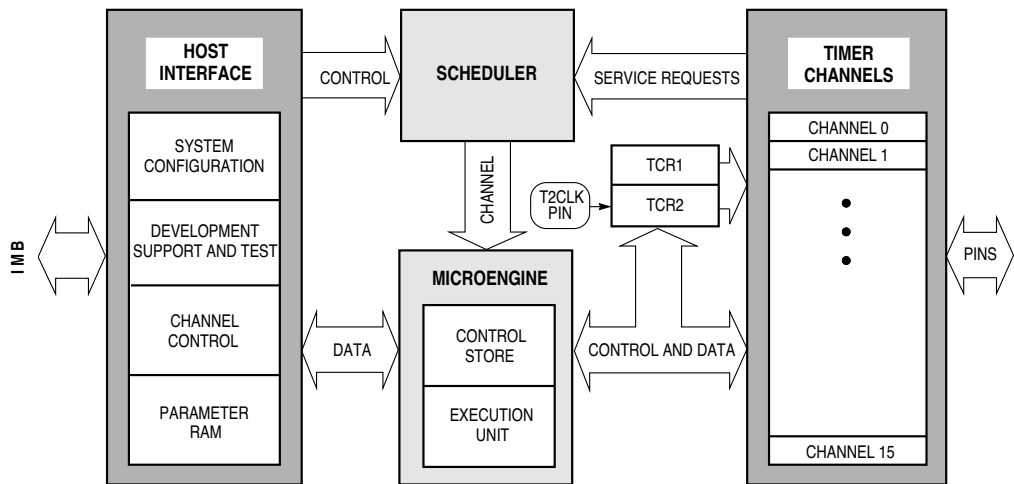 HOST
INTERFACE
SYSTEM
CONFIGURATION
DEVELOPMENT
SUPPORT AND TEST
CHANNEL
CONTROL
PARAMETER
RAM
IMB
CONTROL
SCHEDULER
SERVICE REQUESTS
CHANNEL
DATA
MICROENGINE
CONTROL
STORE
EXECUTION
UNIT
T2CLK
PIN
TCR1
TCR2
CONTROL AND DATA
TIMER
CHANNELS
CHANNEL 0
CHANNEL 1
CHANNEL 15
PINS